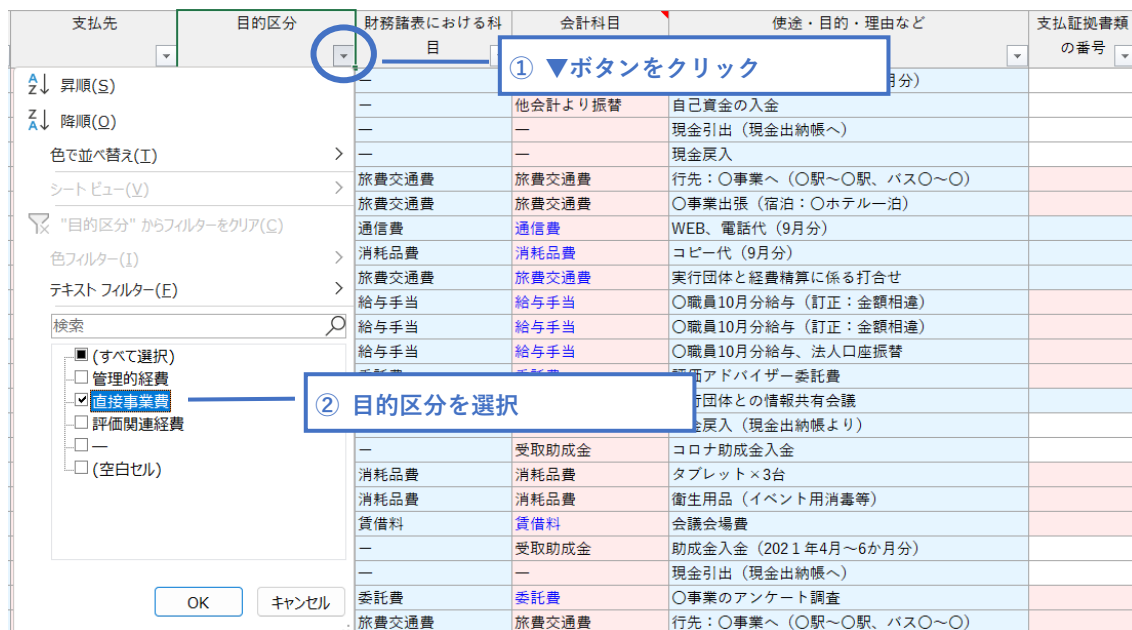 支払先 目的区分 財務諸表における科目 会計科目 使途・目的・理由など 支払証拠書類の番号
① ▼ボタンをクリック
昇順(S)
降順(O)
色で並べ替え(T)
シート ビュー(V)
"目的区分" からフィルターをクリア(C)
色フィルター(I)
テキスト フィルター(F)
検索
(すべて選択)
管理的経費
直接事業費
評価関連経費
―
(空白セル)
OK キャンセル
② 目的区分を選択
― 月分)
― 他会計より振替 自己資金の入金
― ― 現金引出（現金出納帳へ）
― ― 現金戻入
旅費交通費 旅費交通費 行先：〇事業へ（〇駅～〇駅、バス〇～〇）
旅費交通費 旅費交通費 〇事業出張（宿泊：〇ホテル一泊）
通信費 通信費 WEB、電話代（9月分）
消耗品費 消耗品費 コピー代（9月分）
旅費交通費 旅費交通費 実行団体と経費精算に係る打合せ
給与手当 給与手当 〇職員10月分給与（訂正：金額相違）
給与手当 給与手当 〇職員10月分給与（訂正：金額相違）
給与手当 給与手当 〇職員10月分給与、法人口座振替
アドバイザー委託費
団体との情報共有会議
戻入（現金出納帳より）
― 受取助成金 コロナ助成金入金
消耗品費 消耗品費 タブレット×3台
消耗品費 消耗品費 衛生用品（イベント用消毒等）
賃借料 賃借料 会議会場費
― 受取助成金 助成金入金（2021年4月～6か月分）
― ― 現金引出（現金出納帳へ）
委託費 委託費 〇事業のアンケート調査
旅費交通費 旅費交通費 行先：〇事業へ（〇駅～〇駅、バス〇～〇）